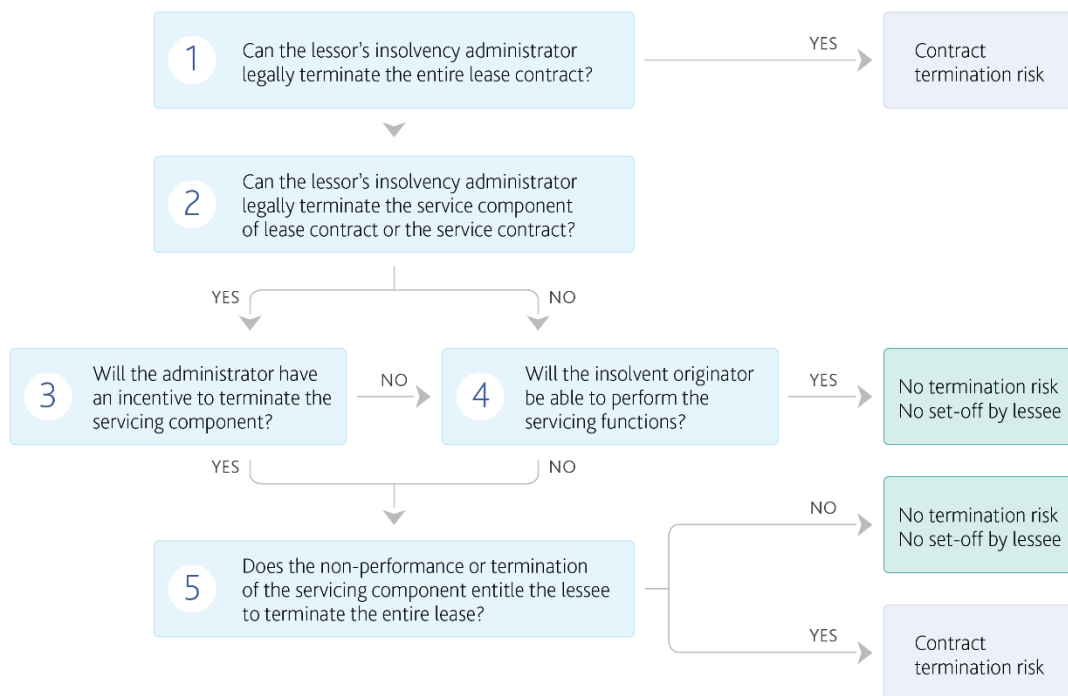 1
Can the lessor’s insolvency administrator
legally terminate the entire lease contract?
YES
Contract
termination risk
2
Can the lessor’s insolvency administrator
legally terminate the service component
of lease contract or the service contract?
YES
NO
3
Will the administrator have
an incentive to terminate the
servicing component?
NO
4
Will the insolvent originator
be able to perform the
servicing functions?
YES
No termination risk
No set-off by lessee
YES
NO
5
Does the non-performance or termination
of the servicing component entitle the lessee
to terminate the entire lease?
NO
No termination risk
No set-off by lessee
YES
Contract
termination risk